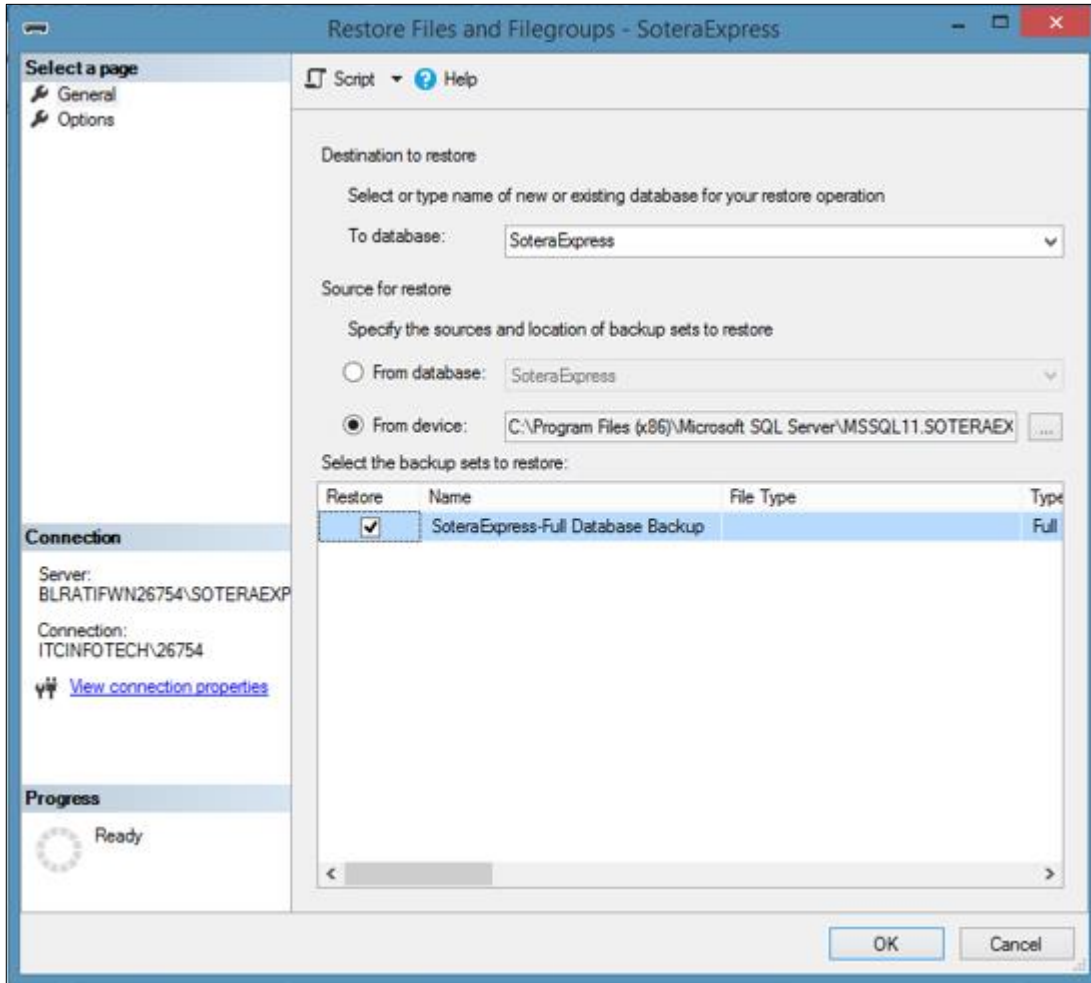 Restore Files and Filegroups - SoteraExpress
Select a page
General
Options
Script
Help
Destination to restore
Select or type name of new or existing database for your restore operation
To database:
SoteraExpress
Source for restore
Specify the sources and location of backup sets to restore
From database:
SoteraExpress
From device:
C:\Program Files (x86)\Microsoft SQL Server\MSSQL11.SOTERAEX
...
Select the backup sets to restore:
Restore Name File Type Type
SoteraExpress-Full Database Backup Full
Connection
Server:
BLRATIFWN26754\SOTERAEXP
Connection:
ITCINFOTECH\26754
View connection properties
Progress
Ready
OK
Cancel